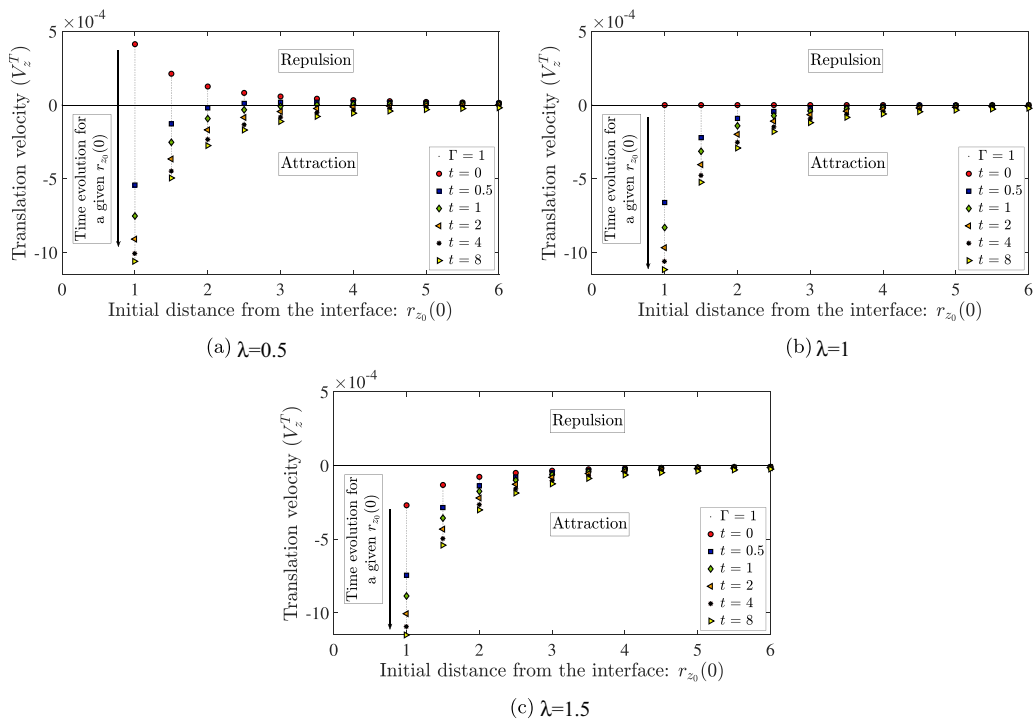 ×10⁻⁴
Translation velocity (V_z^T)
5
0
-5
-10
Repulsion
Attraction
Time evolution for
a given r_{z_0}(0)
Γ = 1
t = 0
t = 0.5
t = 1
t = 2
t = 4
t = 8
0 1 2 3 4 5 6
Initial distance from the interface: r_{z_0}(0)
(a) λ=0.5
×10⁻⁴
Translation velocity (V_z^T)
5
0
-5
-10
Repulsion
Attraction
Time evolution for
a given r_{z_0}(0)
Γ = 1
t = 0
t = 0.5
t = 1
t = 2
t = 4
t = 8
0 1 2 3 4 5 6
Initial distance from the interface: r_{z_0}(0)
(b) λ=1
×10⁻⁴
Translation velocity (V_z^T)
5
0
-5
-10
Repulsion
Attraction
Time evolution for
a given r_{z_0}(0)
Γ = 1
t = 0
t = 0.5
t = 1
t = 2
t = 4
t = 8
0 1 2 3 4 5 6
Initial distance from the interface: r_{z_0}(0)
(c) λ=1.5